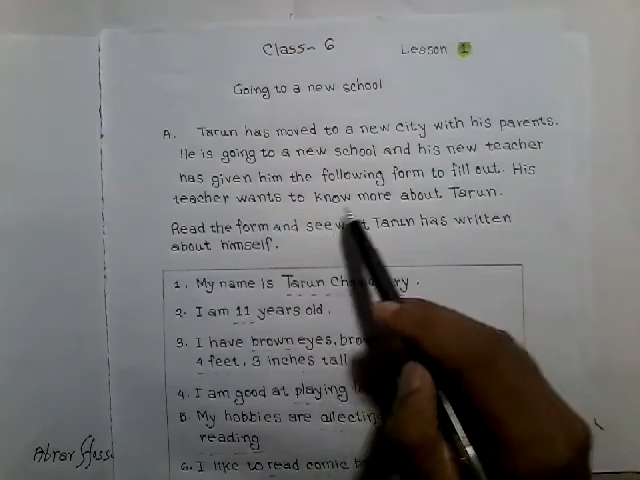 Class- 6 Lesson 1
Going to a new school
A. Tarun has moved to a new city with his parents.
He is going to a new school and his new teacher
has given him the following form to fill out. His
teacher wants to know more about Tarun.
Read the form and see Tarun has written
about himself.
1. My name is Tarun
2. I am 11 years old.
3. I have brown eyes,
4 feet, 3 inches tall
4. I am good at playing
5. My hobbies are
reading
6. I like to read comic
Abrar